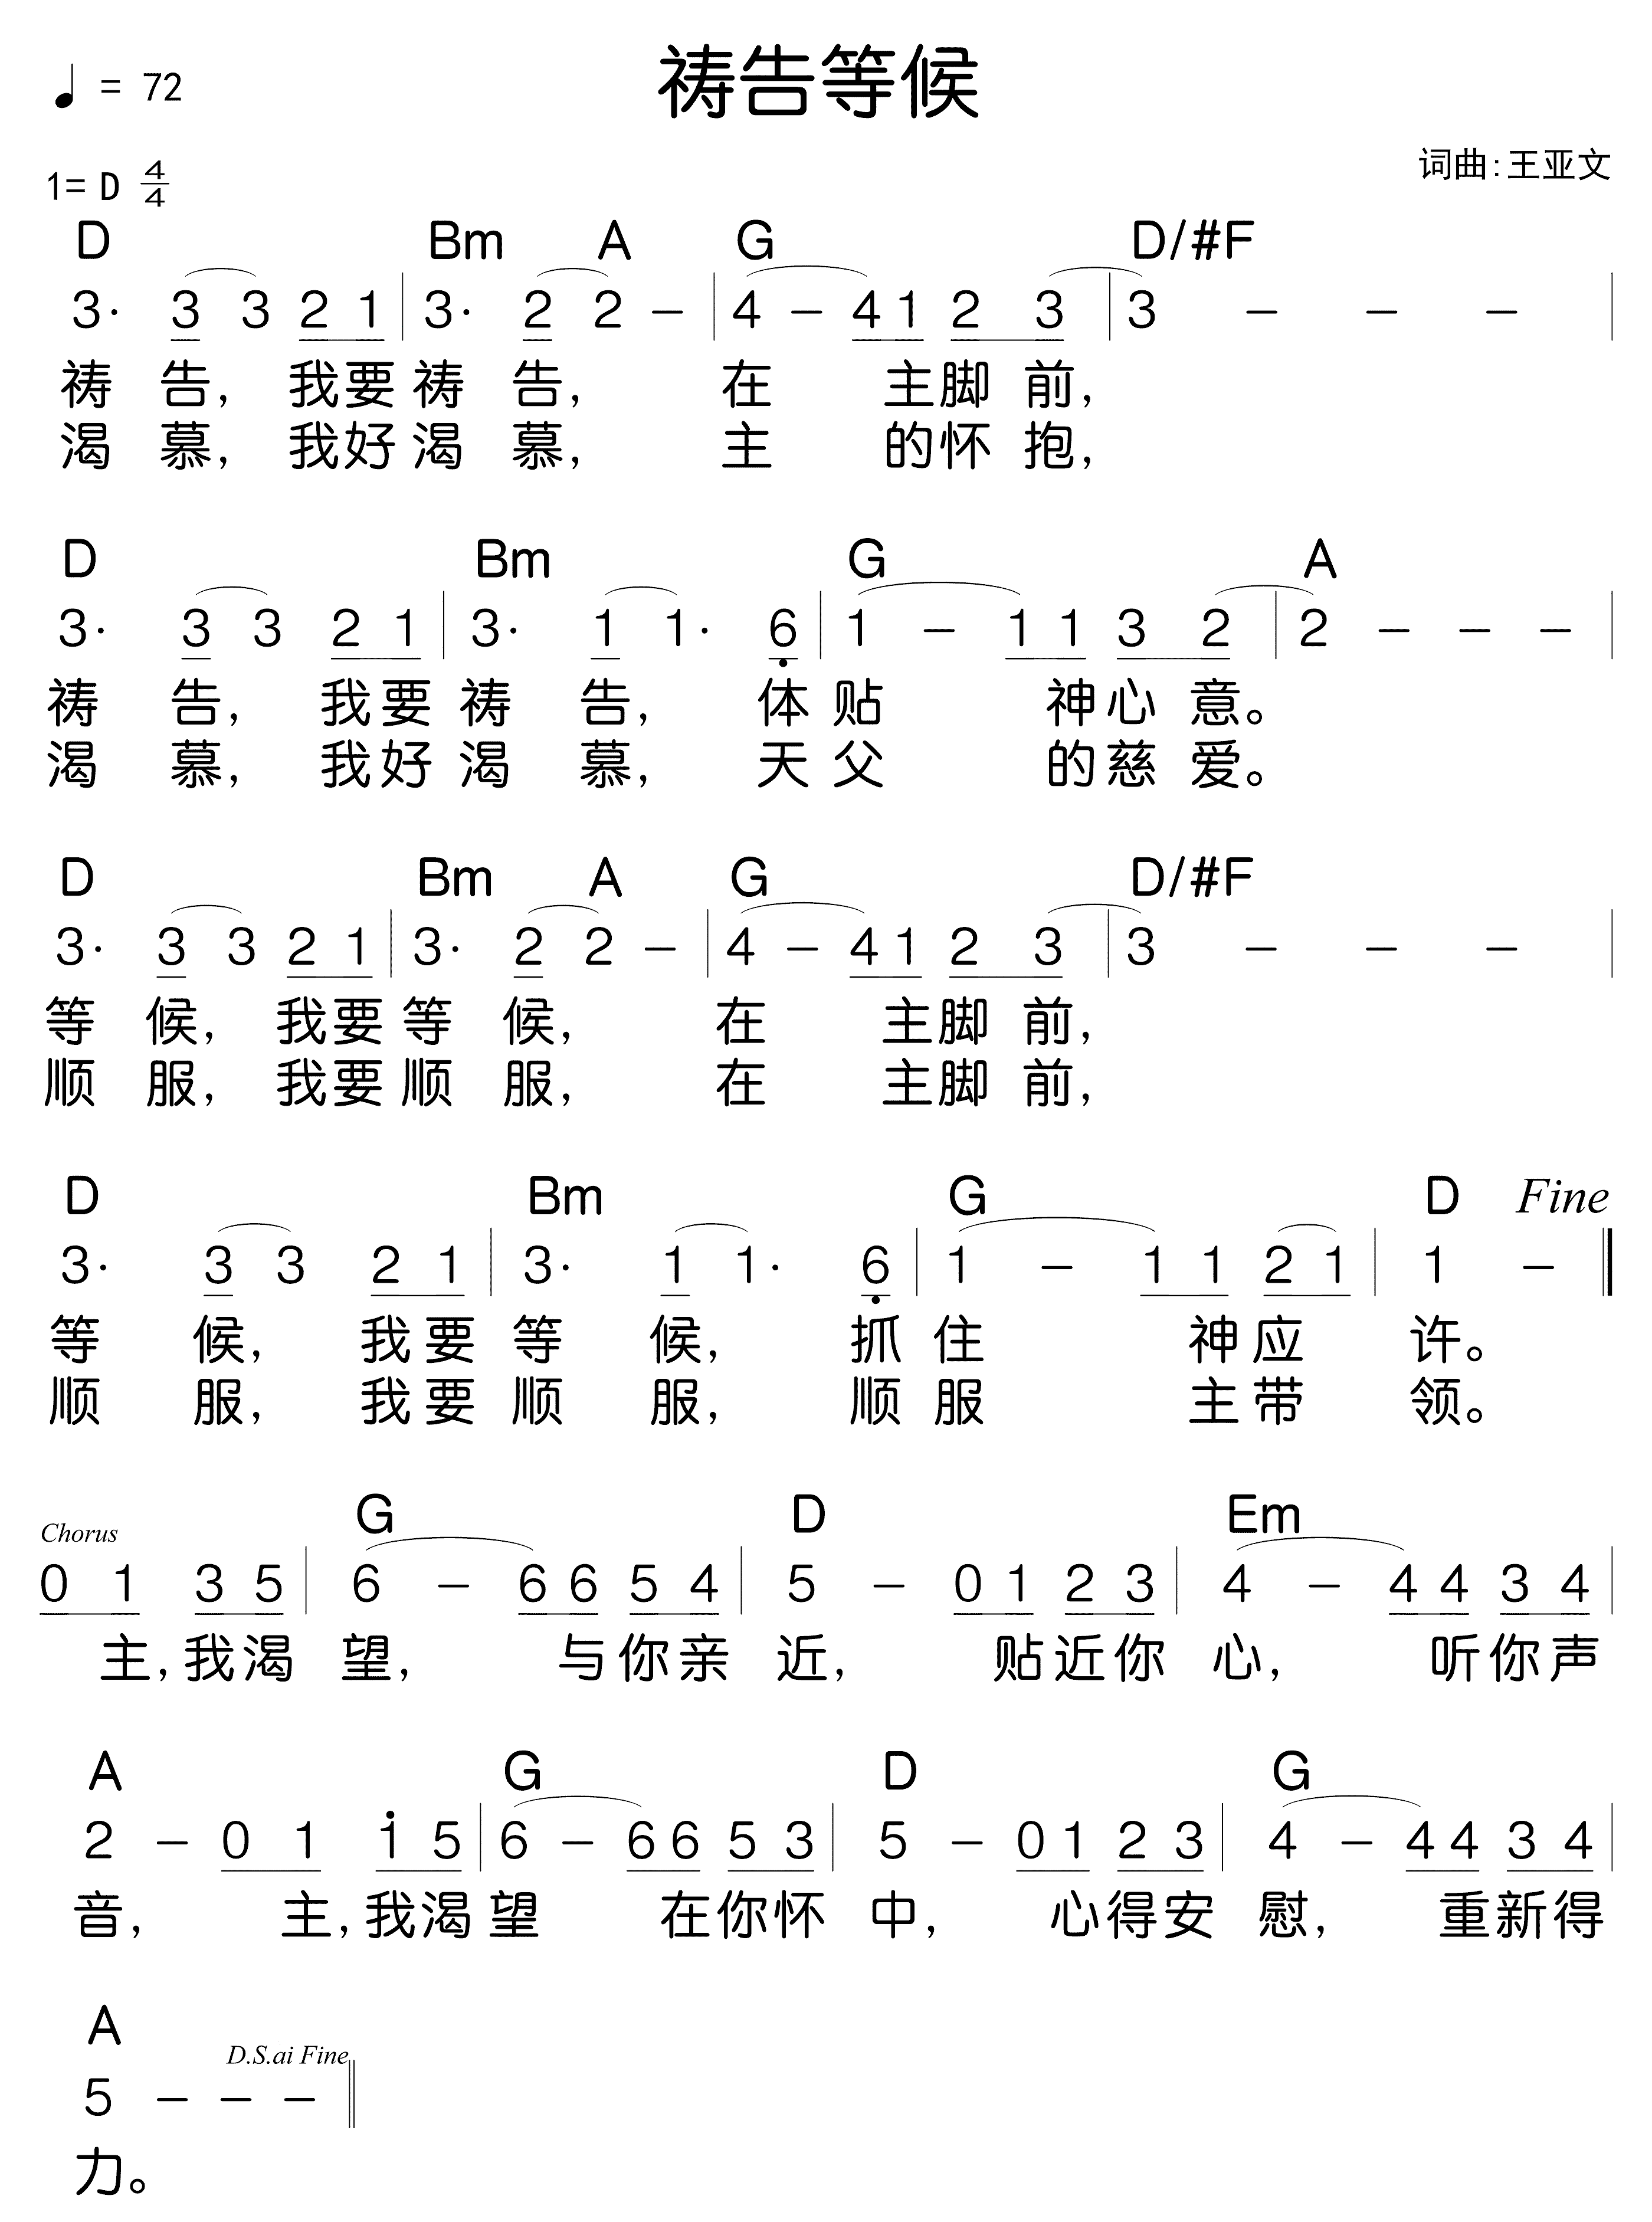 祷告等候
♩ = 72
1= D 4/4
词曲:王亚文
D Bm A G D/#F
3· 3 3 2 1 | 3· 2 2 – | 4 – 4 1 2 3 | 3 – – – |
祷 告, 我要 祷 告, 在 主脚 前,
渴 慕, 我好 渴 慕, 主 的怀 抱,
D Bm G A
3· 3 3 2 1 | 3· 1 1· 6̣ | 1 – 1 1 3 2 | 2 – – – |
祷 告, 我要 祷 告, 体 贴 神心 意。
渴 慕, 我好 渴 慕, 天 父 的慈 爱。
D Bm A G D/#F
3· 3 3 2 1 | 3· 2 2 – | 4 – 4 1 2 3 | 3 – – – |
等 候, 我要 等 候, 在 主脚 前,
顺 服, 我要 顺 服, 在 主脚 前,
D Bm G D Fine
3· 3 3 2 1 | 3· 1 1· 6̣ | 1 – 1 1 2 1 | 1 – ‖
等 候, 我要 等 候, 抓 住 神应 许。
顺 服, 我要 顺 服, 顺 服 主带 领。
Chorus G D Em
0 1 3 5 | 6 – 6 6 5 4 | 5 – 0 1 2 3 | 4 – 4 4 3 4 |
主,我渴 望, 与你亲 近, 贴近你 心, 听你声
A G D G
2 – 0 1 1̇ 5 | 6 – 6 6 5 3 | 5 – 0 1 2 3 | 4 – 4 4 3 4 |
音, 主,我渴 望 在你怀 中, 心得安 慰, 重新得
A D.S.ai Fine
5 – – – ‖
力。